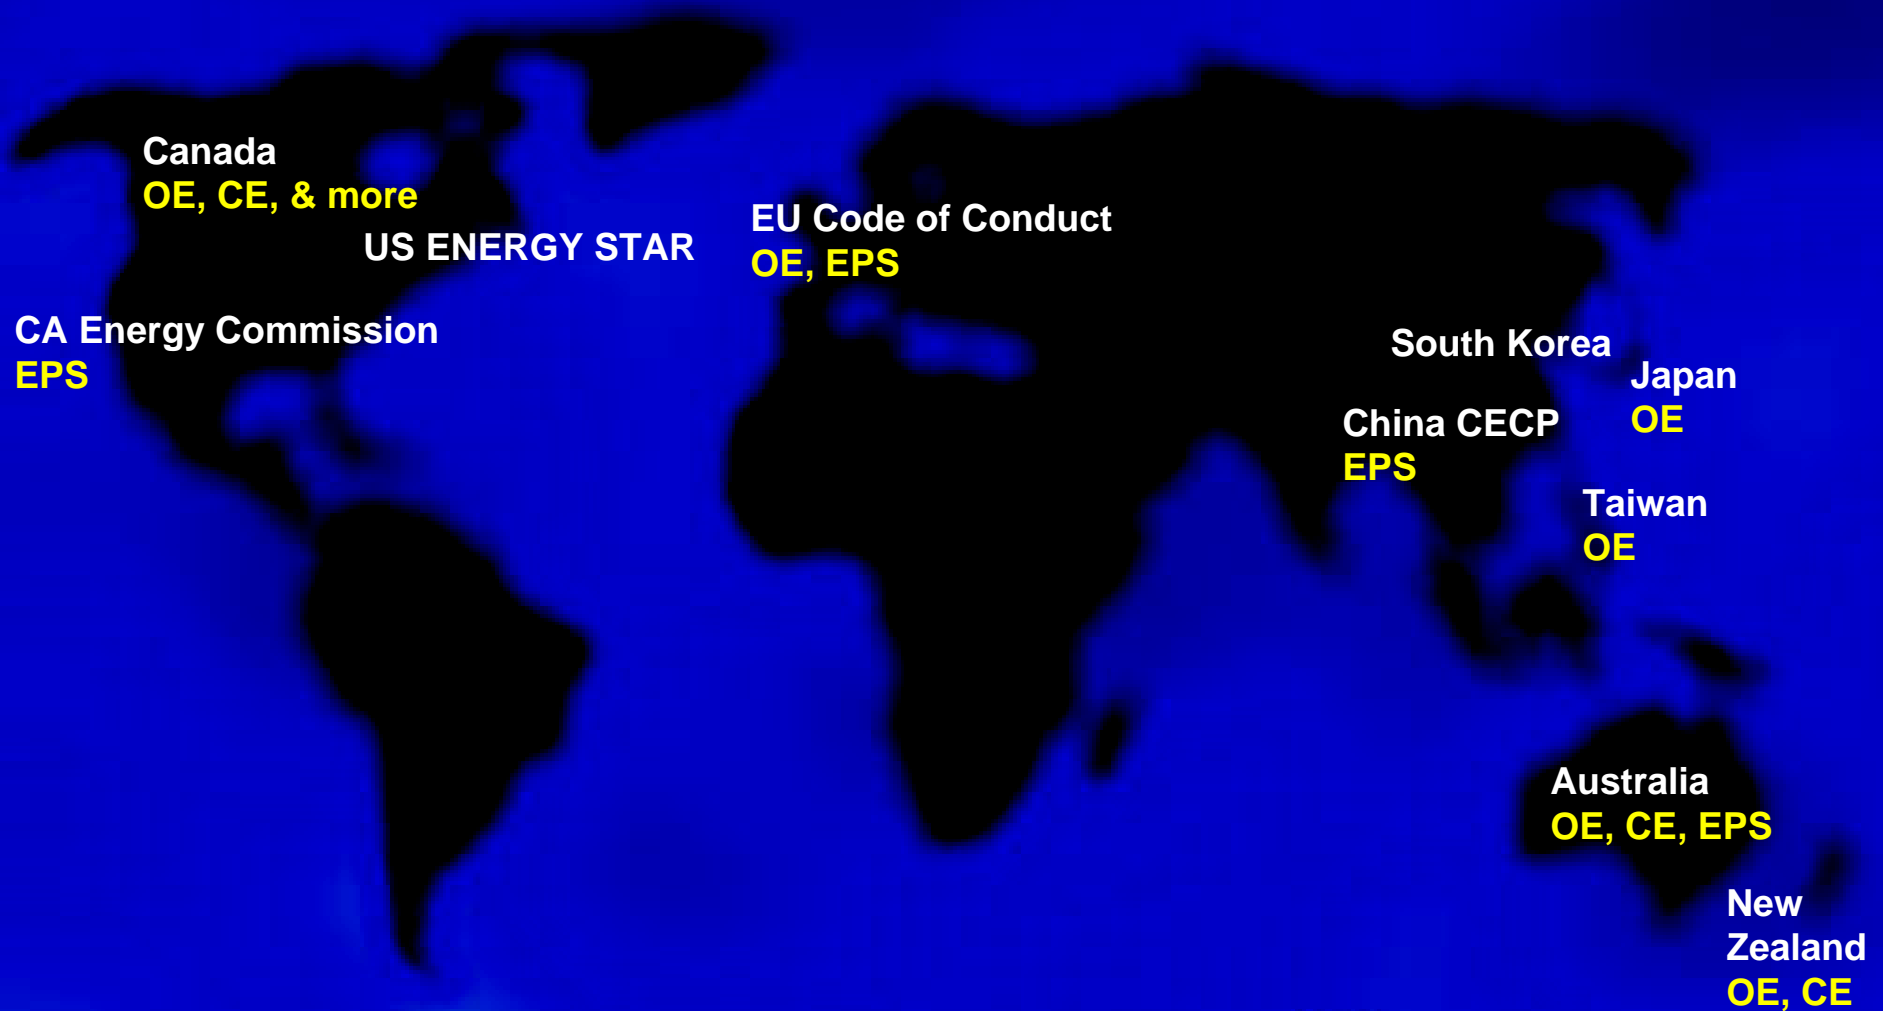 Canada
OE, CE, & more
US ENERGY STAR
CA Energy Commission
EPS
EU Code of Conduct
OE, EPS
South Korea
Japan
OE
China CECP
EPS
Taiwan
OE
Australia
OE, CE, EPS
New
Zealand
OE, CE